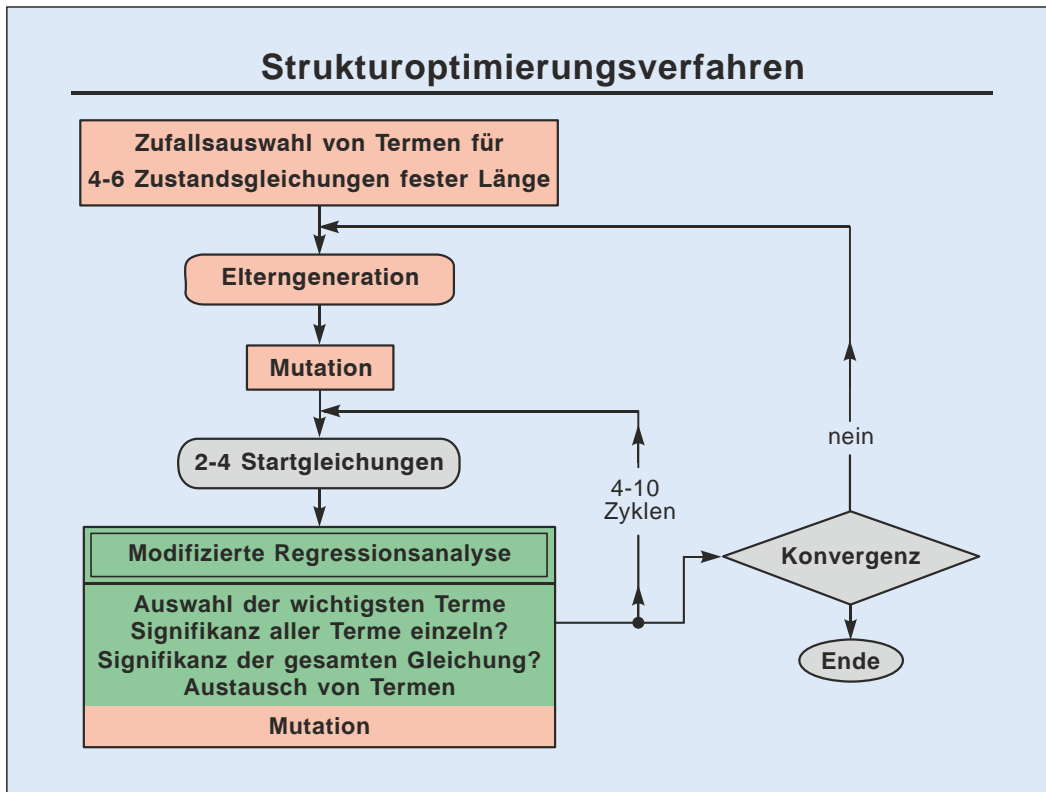 Strukturoptimierungsverfahren
Zufallsauswahl von Termen für
4-6 Zustandsgleichungen fester Länge
Elterngeneration
Mutation
2-4 Startgleichungen
4-10
Zyklen
nein
Modifizierte Regressionsanalyse
Konvergenz
Auswahl der wichtigsten Terme
Signifikanz aller Terme einzeln?
Signifikanz der gesamten Gleichung?
Austausch von Termen
Ende
Mutation